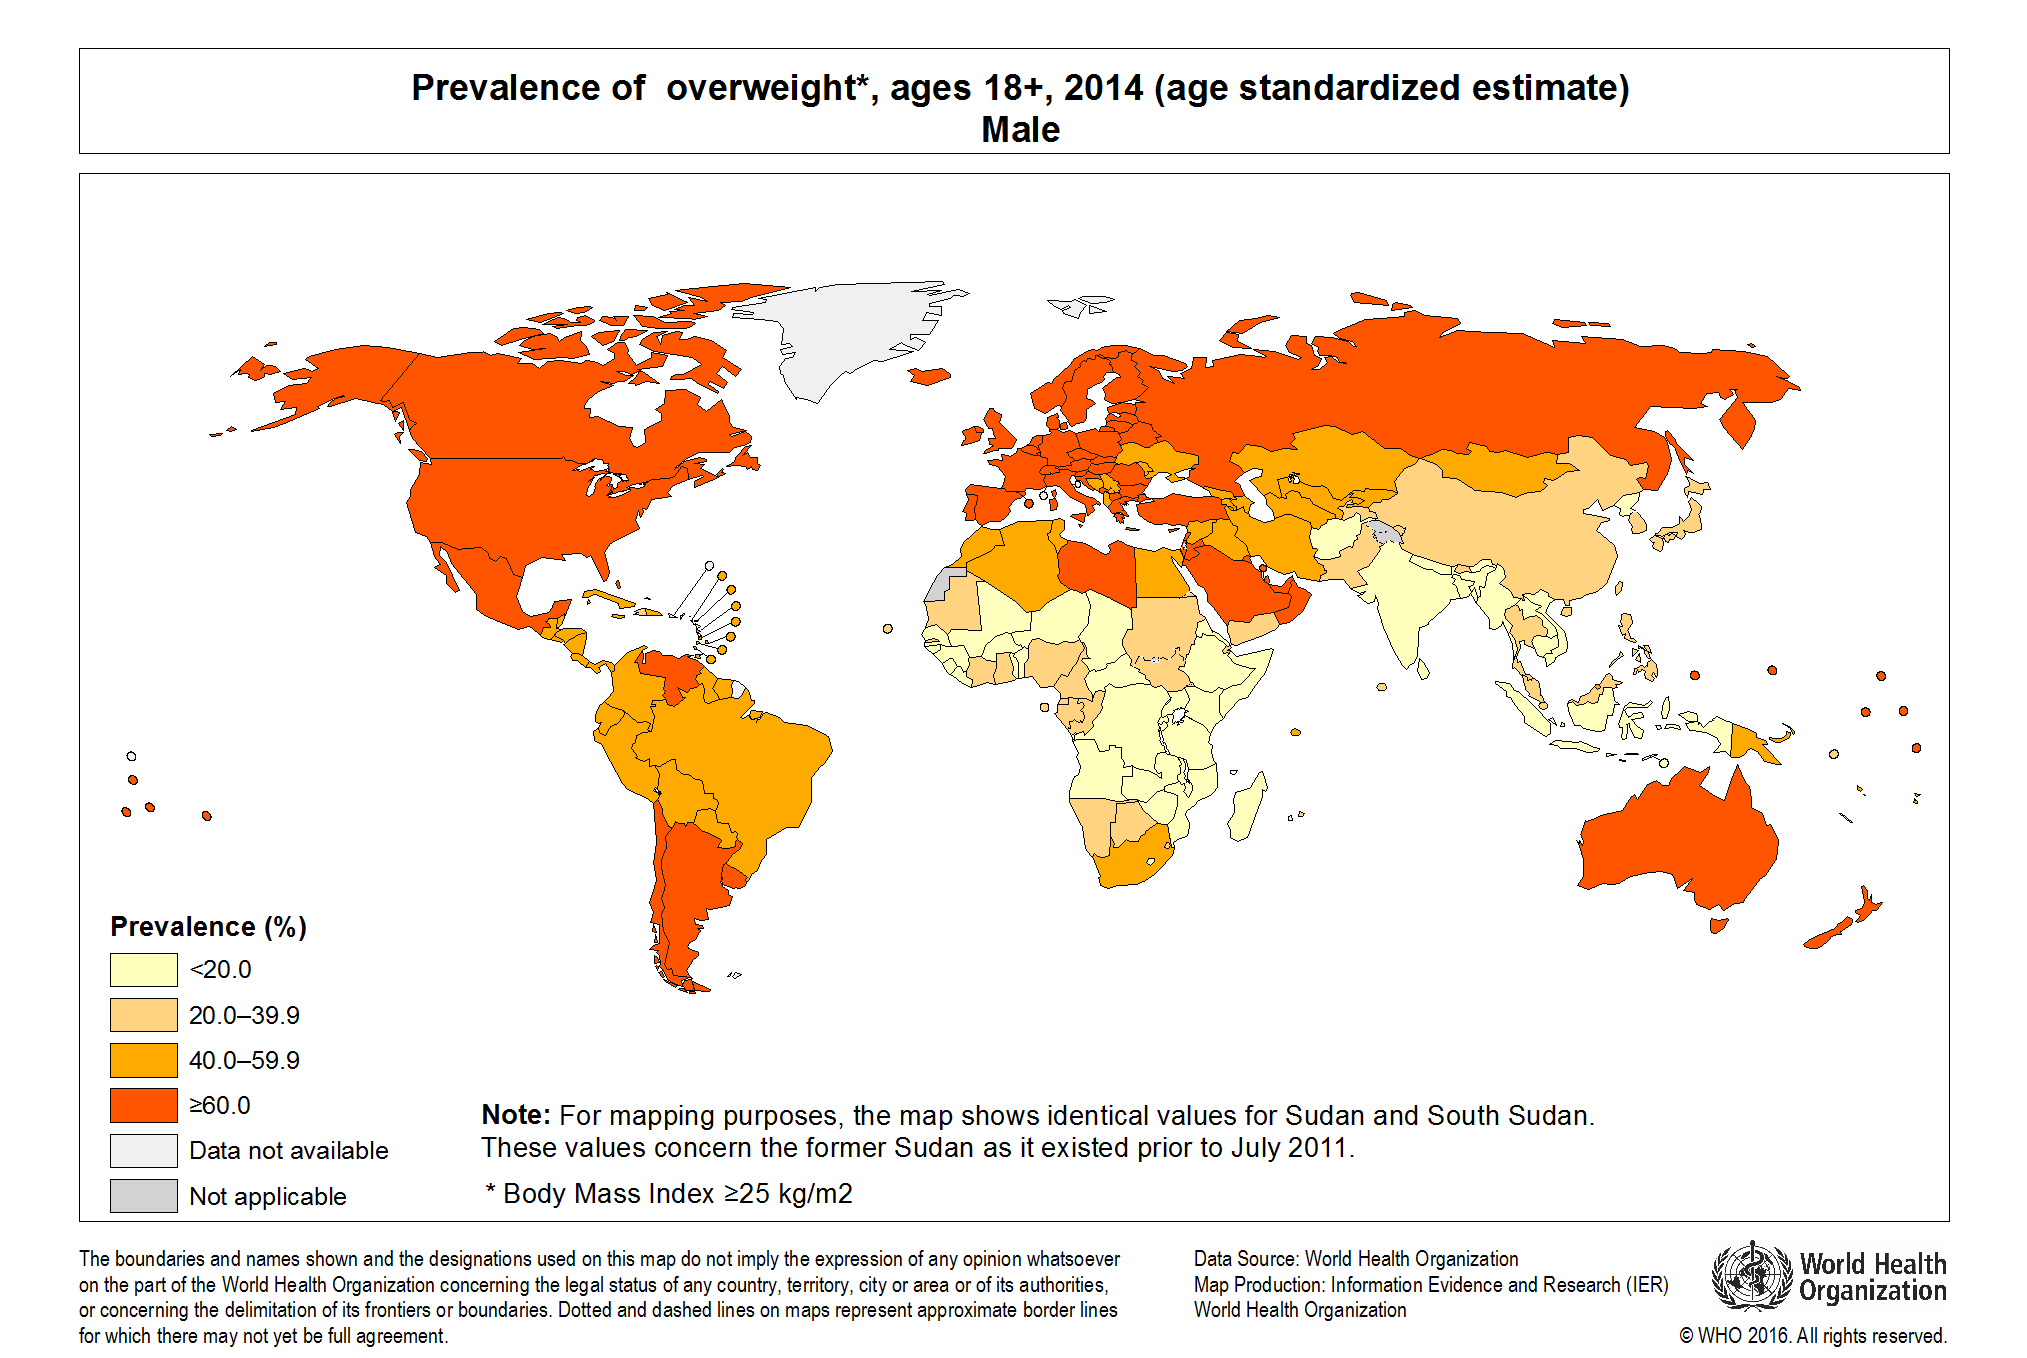 Prevalence of  overweight*, ages 18+, 2014 (age standardized estimate)
Male
Prevalence (%)
<20.0
20.0–39.9
40.0–59.9
≥60.0
Data not available
Not applicable
Note: For mapping purposes, the map shows identical values for Sudan and South Sudan.
These values concern the former Sudan as it existed prior to July 2011.
* Body Mass Index ≥25 kg/m2
The boundaries and names shown and the designations used on this map do not imply the expression of any opinion whatsoever
on the part of the World Health Organization concerning the legal status of any country, territory, city or area or of its authorities,
or concerning the delimitation of its frontiers or boundaries. Dotted and dashed lines on maps represent approximate border lines
for which there may not yet be full agreement.
Data Source: World Health Organization
Map Production: Information Evidence and Research (IER)
World Health Organization
World Health
Organization
© WHO 2016. All rights reserved.